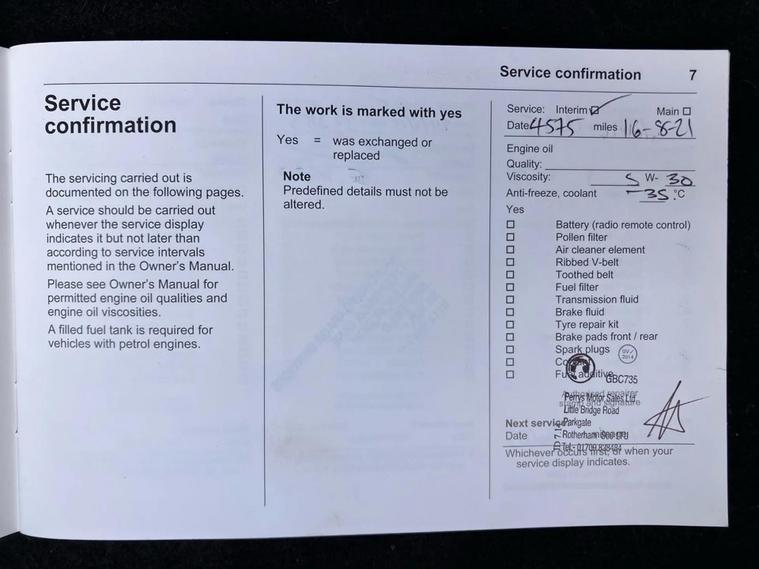 Service confirmation 7
Service
confirmation
The servicing carried out is
documented on the following pages.
A service should be carried out
whenever the service display
indicates it but not later than
according to service intervals
mentioned in the Owner's Manual.
Please see Owner's Manual for
permitted engine oil qualities and
engine oil viscosities.
A filled fuel tank is required for
vehicles with petrol engines.
The work is marked with yes
Yes = was exchanged or
replaced
Note
Predefined details must not be
altered.
Service: Interim Main
Date 4575 miles 16-8-21
Engine oil
Quality:
Viscosity: 5 W- 30
Anti-freeze, coolant -35 °C
Yes
Battery (radio remote control)
Pollen filter
Air cleaner element
Ribbed V-belt
Toothed belt
Fuel filter
Transmission fluid
Brake fluid
Tyre repair kit
Brake pads front / rear
Spark plugs
Fuel additive
GBC735
stamp and signature
Perrys Motor Sales Ltd
Little Bridge Road
Next service Parkgate
Date Rotherham
Whichever occurs first, or when your
service display indicates.